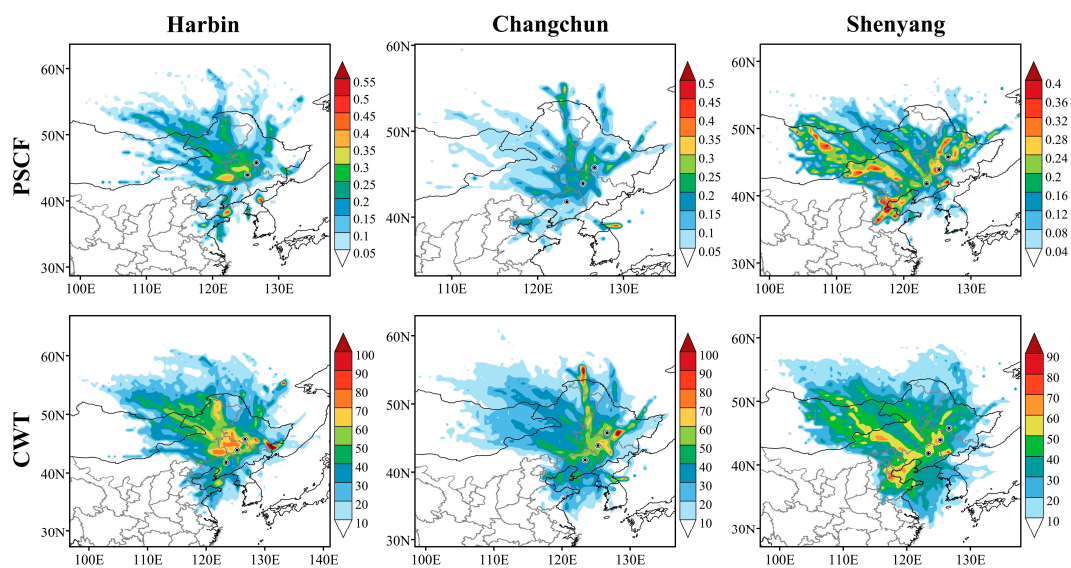 Harbin Changchun Shenyang
PSCF
60N
50N
40N
30N
100E 110E 120E 130E
0.55
0.5
0.45
0.4
0.35
0.3
0.25
0.2
0.15
0.1
0.05
60N
50N
40N
110E 120E 130E
0.5
0.45
0.4
0.35
0.3
0.25
0.2
0.15
0.1
0.05
60N
50N
40N
30N
100E 110E 120E 130E
0.4
0.36
0.32
0.28
0.24
0.20
0.16
0.12
0.08
0.04
CWT
60N
50N
40N
30N
100E 110E 120E 130E 140E
100
90
80
70
60
50
40
30
20
10
60N
50N
40N
30N
100E 110E 120E 130E
100
90
80
70
60
50
40
30
20
10
60N
50N
40N
30N
100E 110E 120E 130E
90
80
70
60
50
40
30
20
10